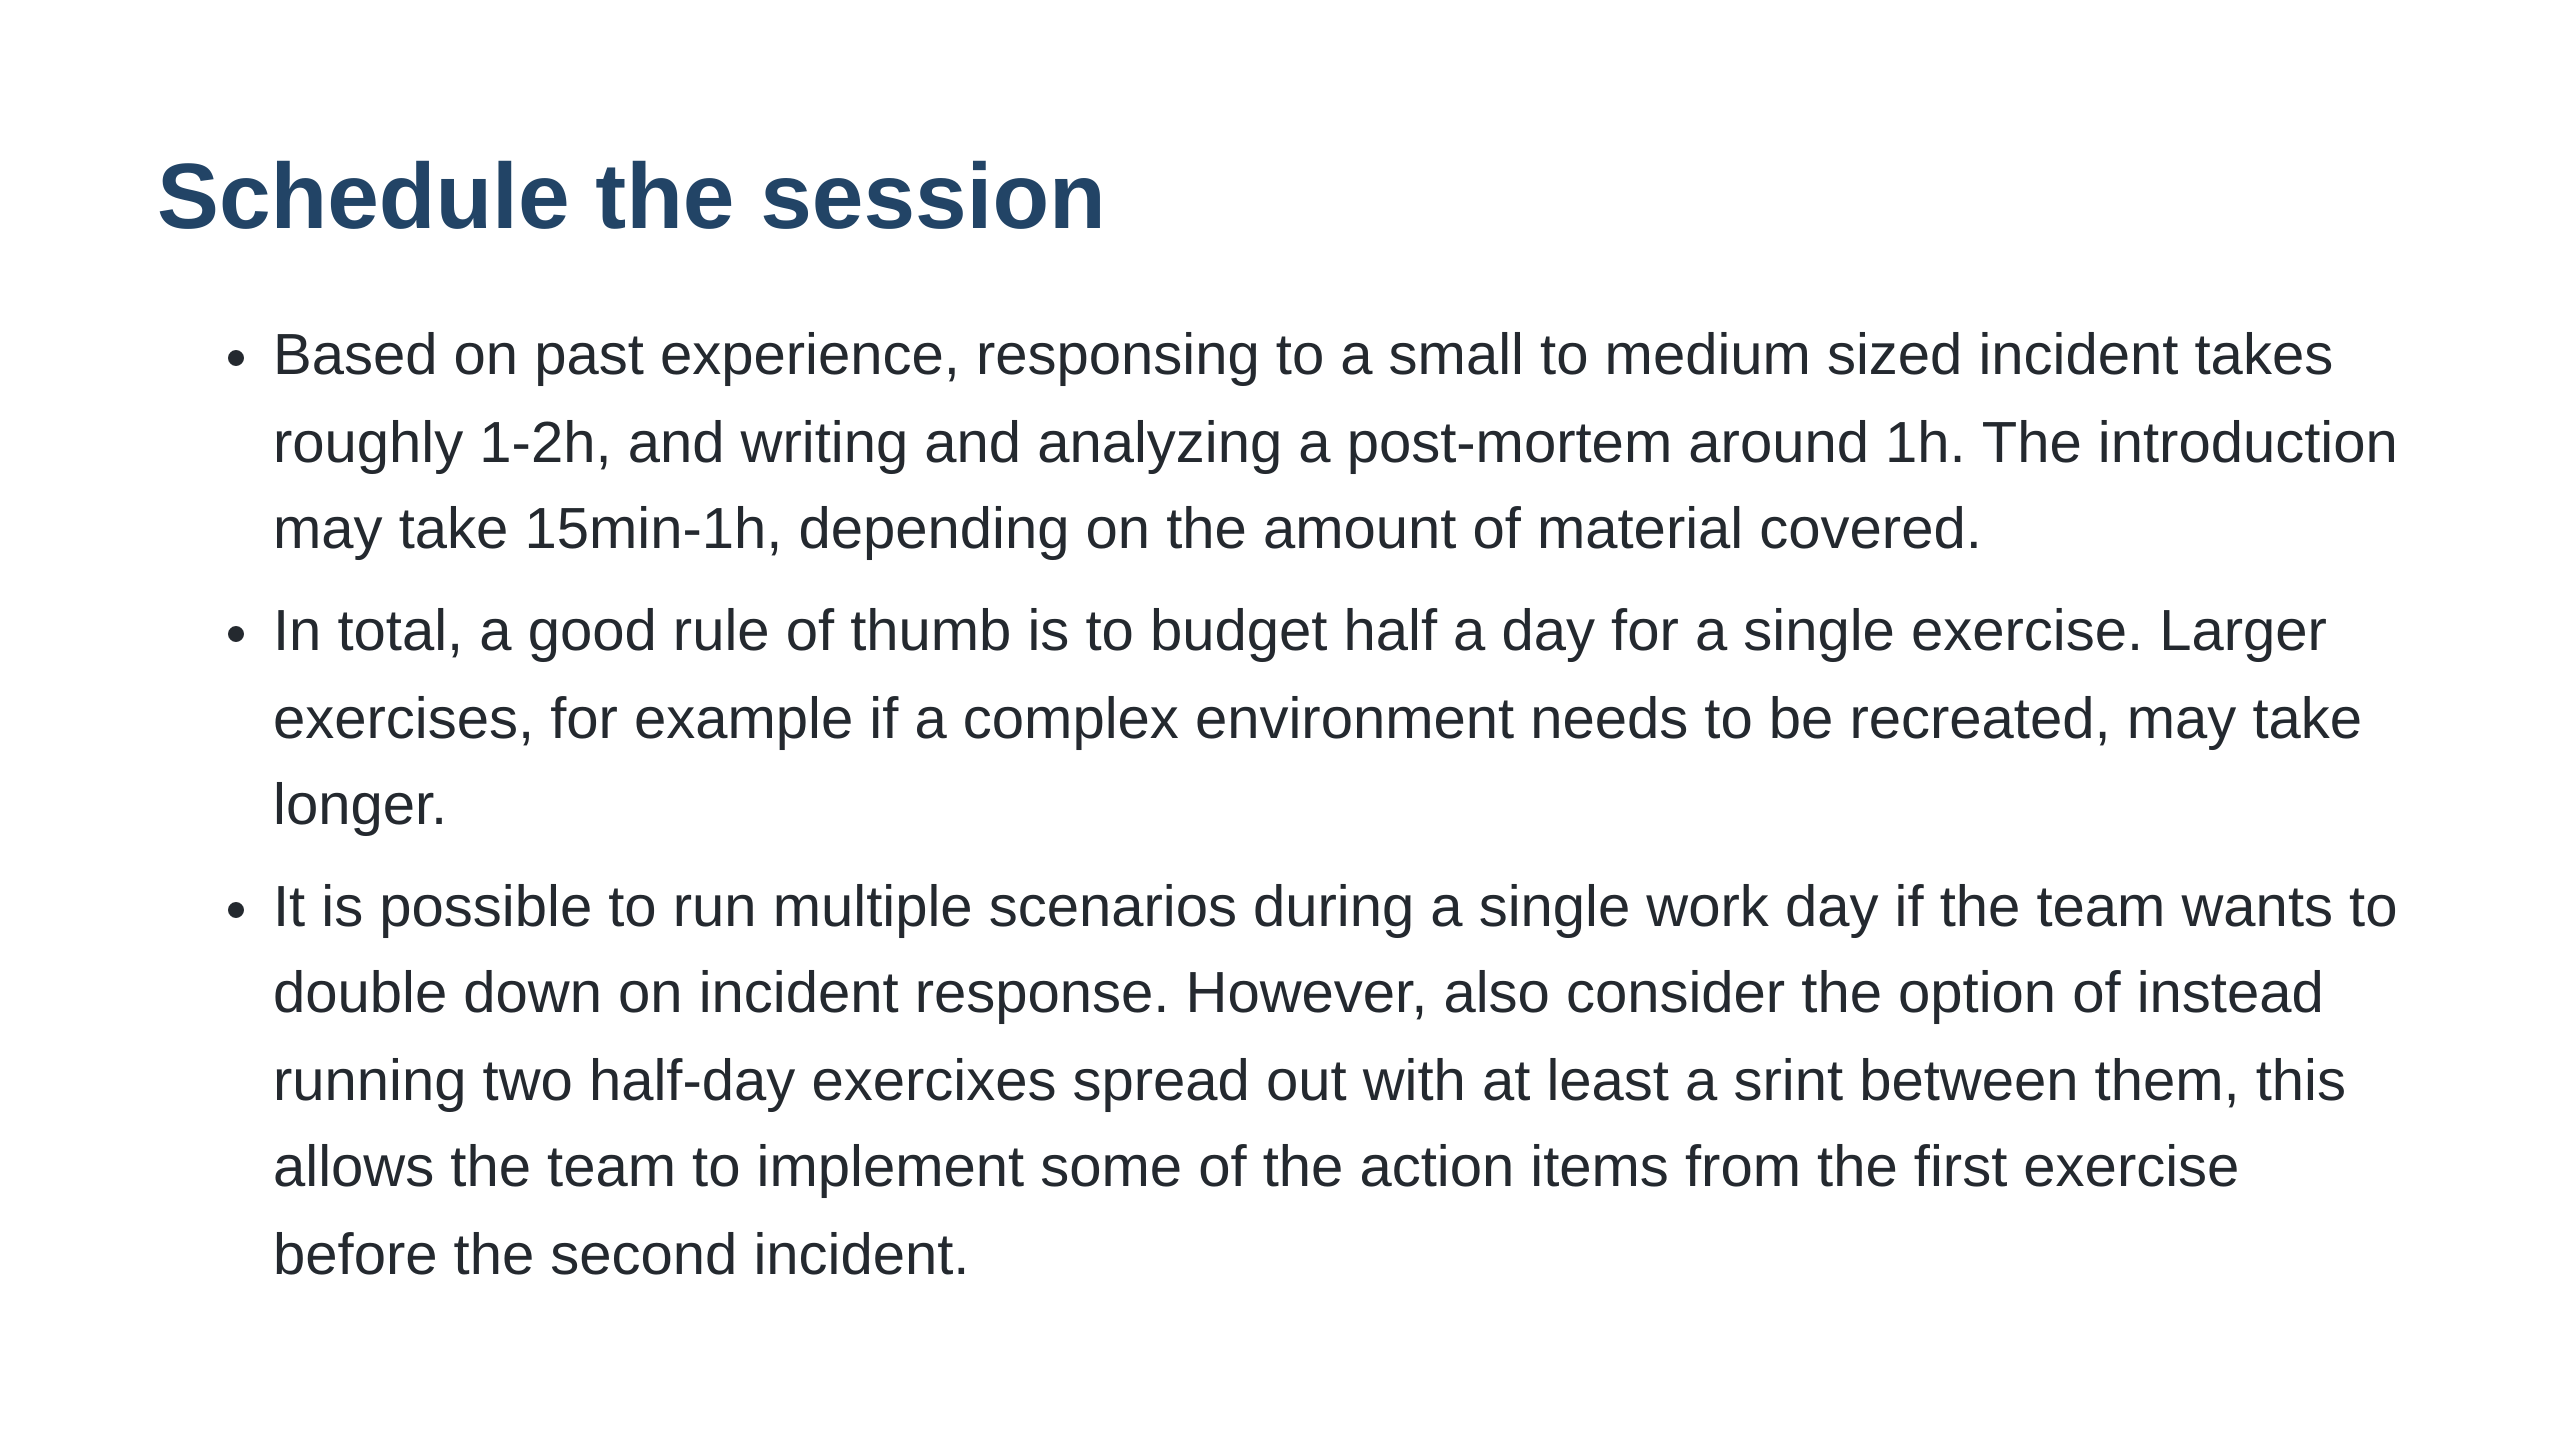 Schedule the session
• Based on past experience, responsing to a small to medium sized incident takes
roughly 1-2h, and writing and analyzing a post-mortem around 1h. The introduction
may take 15min-1h, depending on the amount of material covered.
• In total, a good rule of thumb is to budget half a day for a single exercise. Larger
exercises, for example if a complex environment needs to be recreated, may take
longer.
• It is possible to run multiple scenarios during a single work day if the team wants to
double down on incident response. However, also consider the option of instead
running two half-day exercixes spread out with at least a srint between them, this
allows the team to implement some of the action items from the first exercise
before the second incident.